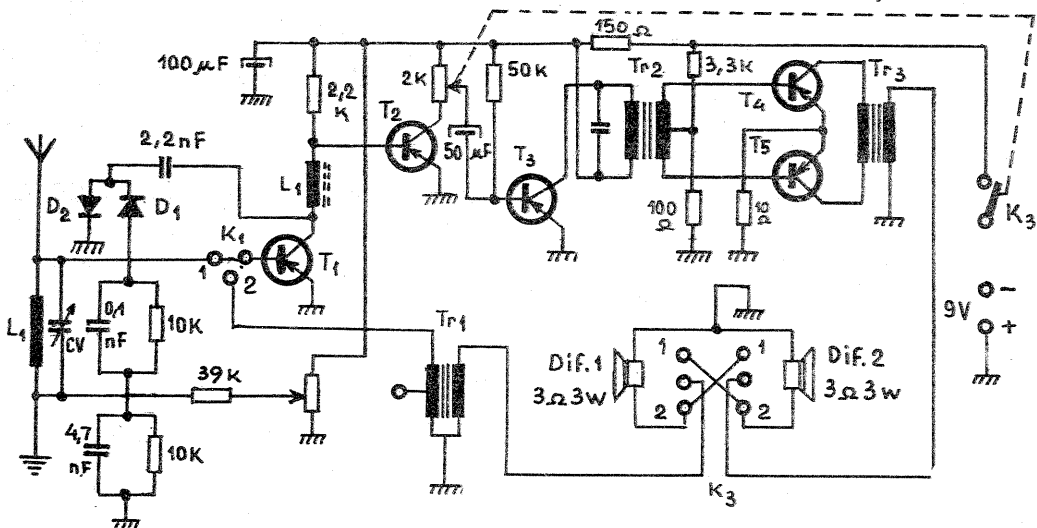 150 Ω
100 µF
2,2 K
2K
50K
Tr2
3,3K
Tr3
T2
T4
2,2nF
50 µF
T3
T5
D2
D1
L1
K1
1
2
T1
100 Ω
10 Ω
K3
L1
CV
0,1 nF
10K
Tr1
9V
-
+
Dif.1
3Ω 3W
1
2
1
2
Dif.2
3Ω 3W
39K
4,7 nF
10K
K3